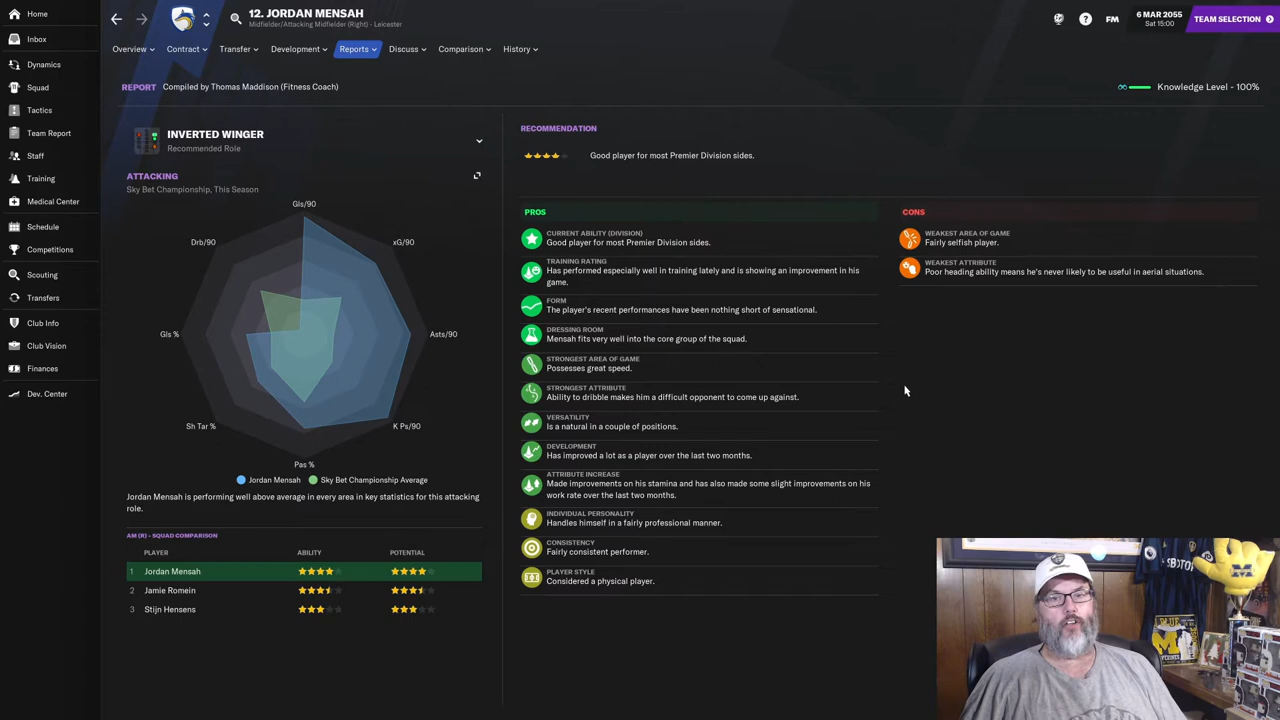 Home
Inbox
Dynamics
Squad
Tactics
Team Report
Staff
Training
Medical Center
Schedule
Competitions
Scouting
Transfers
Club Info
Club Vision
Finances
Dev. Center
12. JORDAN MENSAH
Midfielder/Attacking Midfielder (Right) - Leicester
FM
6 MAR 2055
Sat 15:00
TEAM SELECTION
Overview
Contract
Transfer
Development
Reports
Discuss
Comparison
History
REPORT Compiled by Thomas Maddison (Fitness Coach)
Knowledge Level - 100%
INVERTED WINGER
Recommended Role
ATTACKING
Sky Bet Championship, This Season
Gls/90
Drb/90
xG/90
Gls %
Asts/90
Sh Tar %
K Ps/90
Pas %
Jordan Mensah
Sky Bet Championship Average
Jordan Mensah is performing well above average in every area in key statistics for this attacking
role.
AM (R) - SQUAD COMPARISON
PLAYER ABILITY POTENTIAL
1 Jordan Mensah
2 Jamie Romein
3 Stijn Hensens
RECOMMENDATION
Good player for most Premier Division sides.
PROS
CURRENT ABILITY (DIVISION)
Good player for most Premier Division sides.
TRAINING RATING
Has performed especially well in training lately and is showing an improvement in his
game.
FORM
The player's recent performances have been nothing short of sensational.
DRESSING ROOM
Mensah fits very well into the core group of the squad.
STRONGEST AREA OF GAME
Possesses great speed.
STRONGEST ATTRIBUTE
Ability to dribble makes him a difficult opponent to come up against.
VERSATILITY
Is a natural in a couple of positions.
DEVELOPMENT
Has improved a lot as a player over the last two months.
ATTRIBUTE INCREASE
Made improvements on his stamina and has also made some slight improvements on his
work rate over the last two months.
INDIVIDUAL PERSONALITY
Handles himself in a fairly professional manner.
CONSISTENCY
Fairly consistent performer.
PLAYER STYLE
Considered a physical player.
CONS
WEAKEST AREA OF GAME
Fairly selfish player.
WEAKEST ATTRIBUTE
Poor heading ability means he's never likely to be useful in aerial situations.